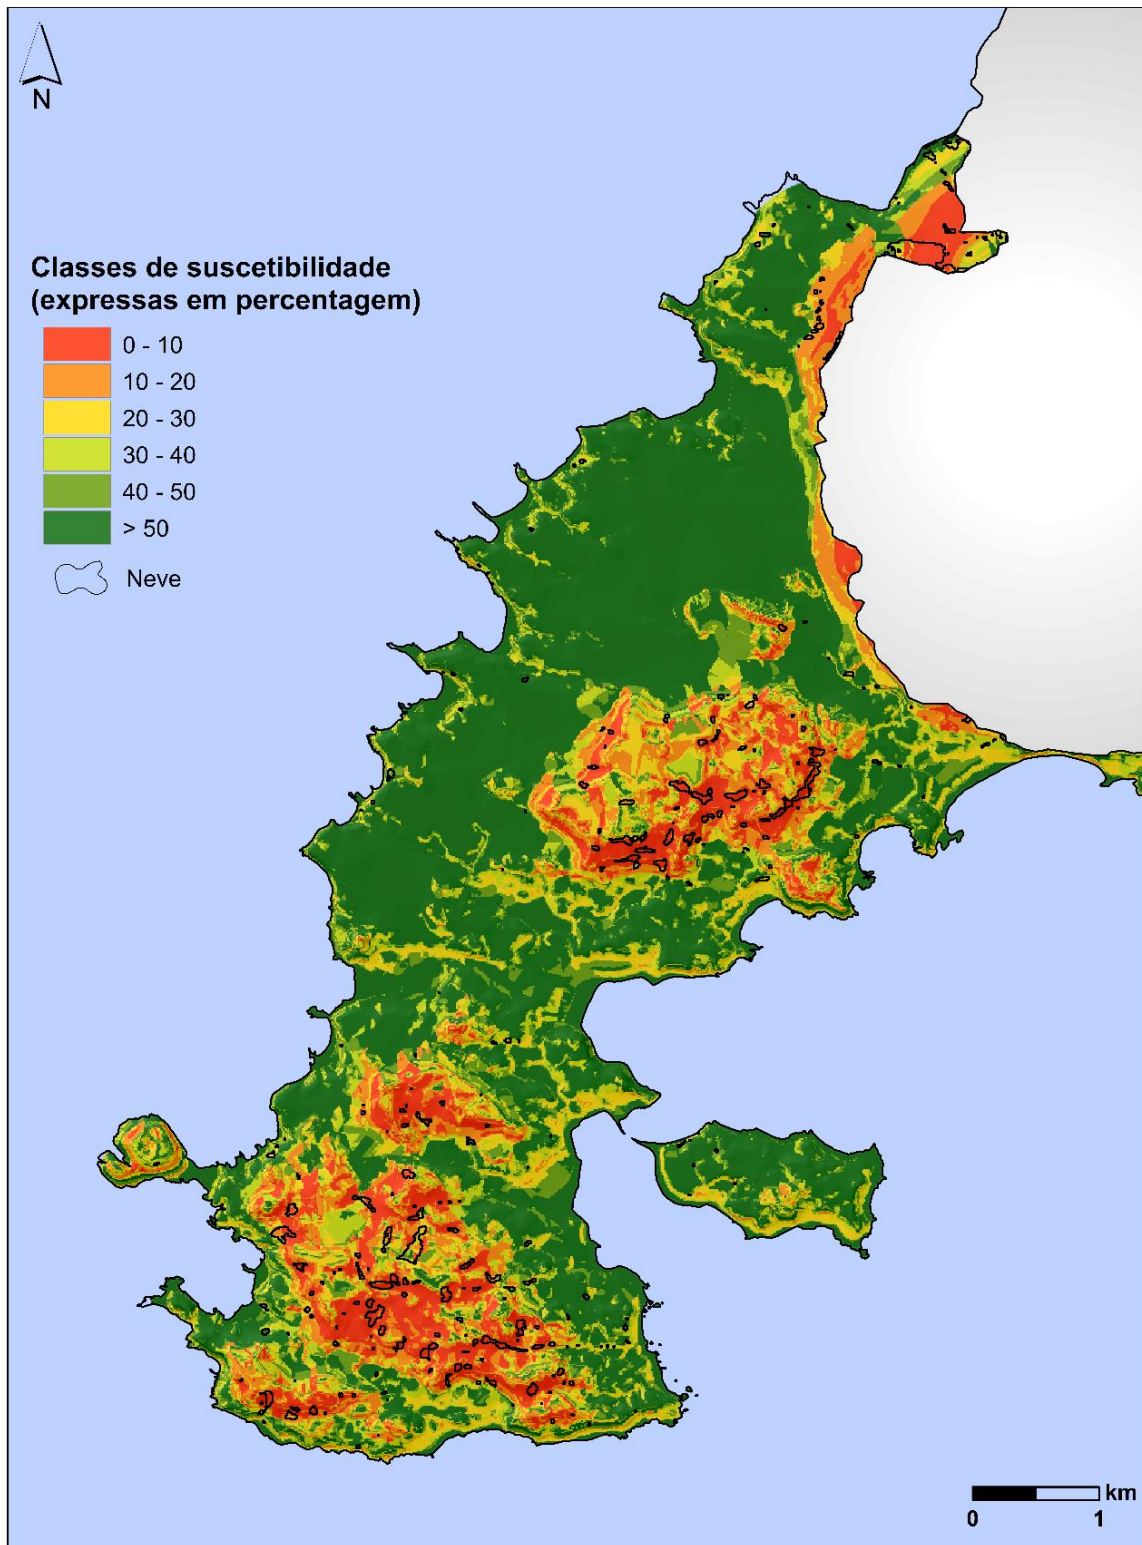 N
Classes de suscetibilidade
(expressas em percentagem)
0 - 10
10 - 20
20 - 30
30 - 40
40 - 50
> 50
Neve
km
0 1